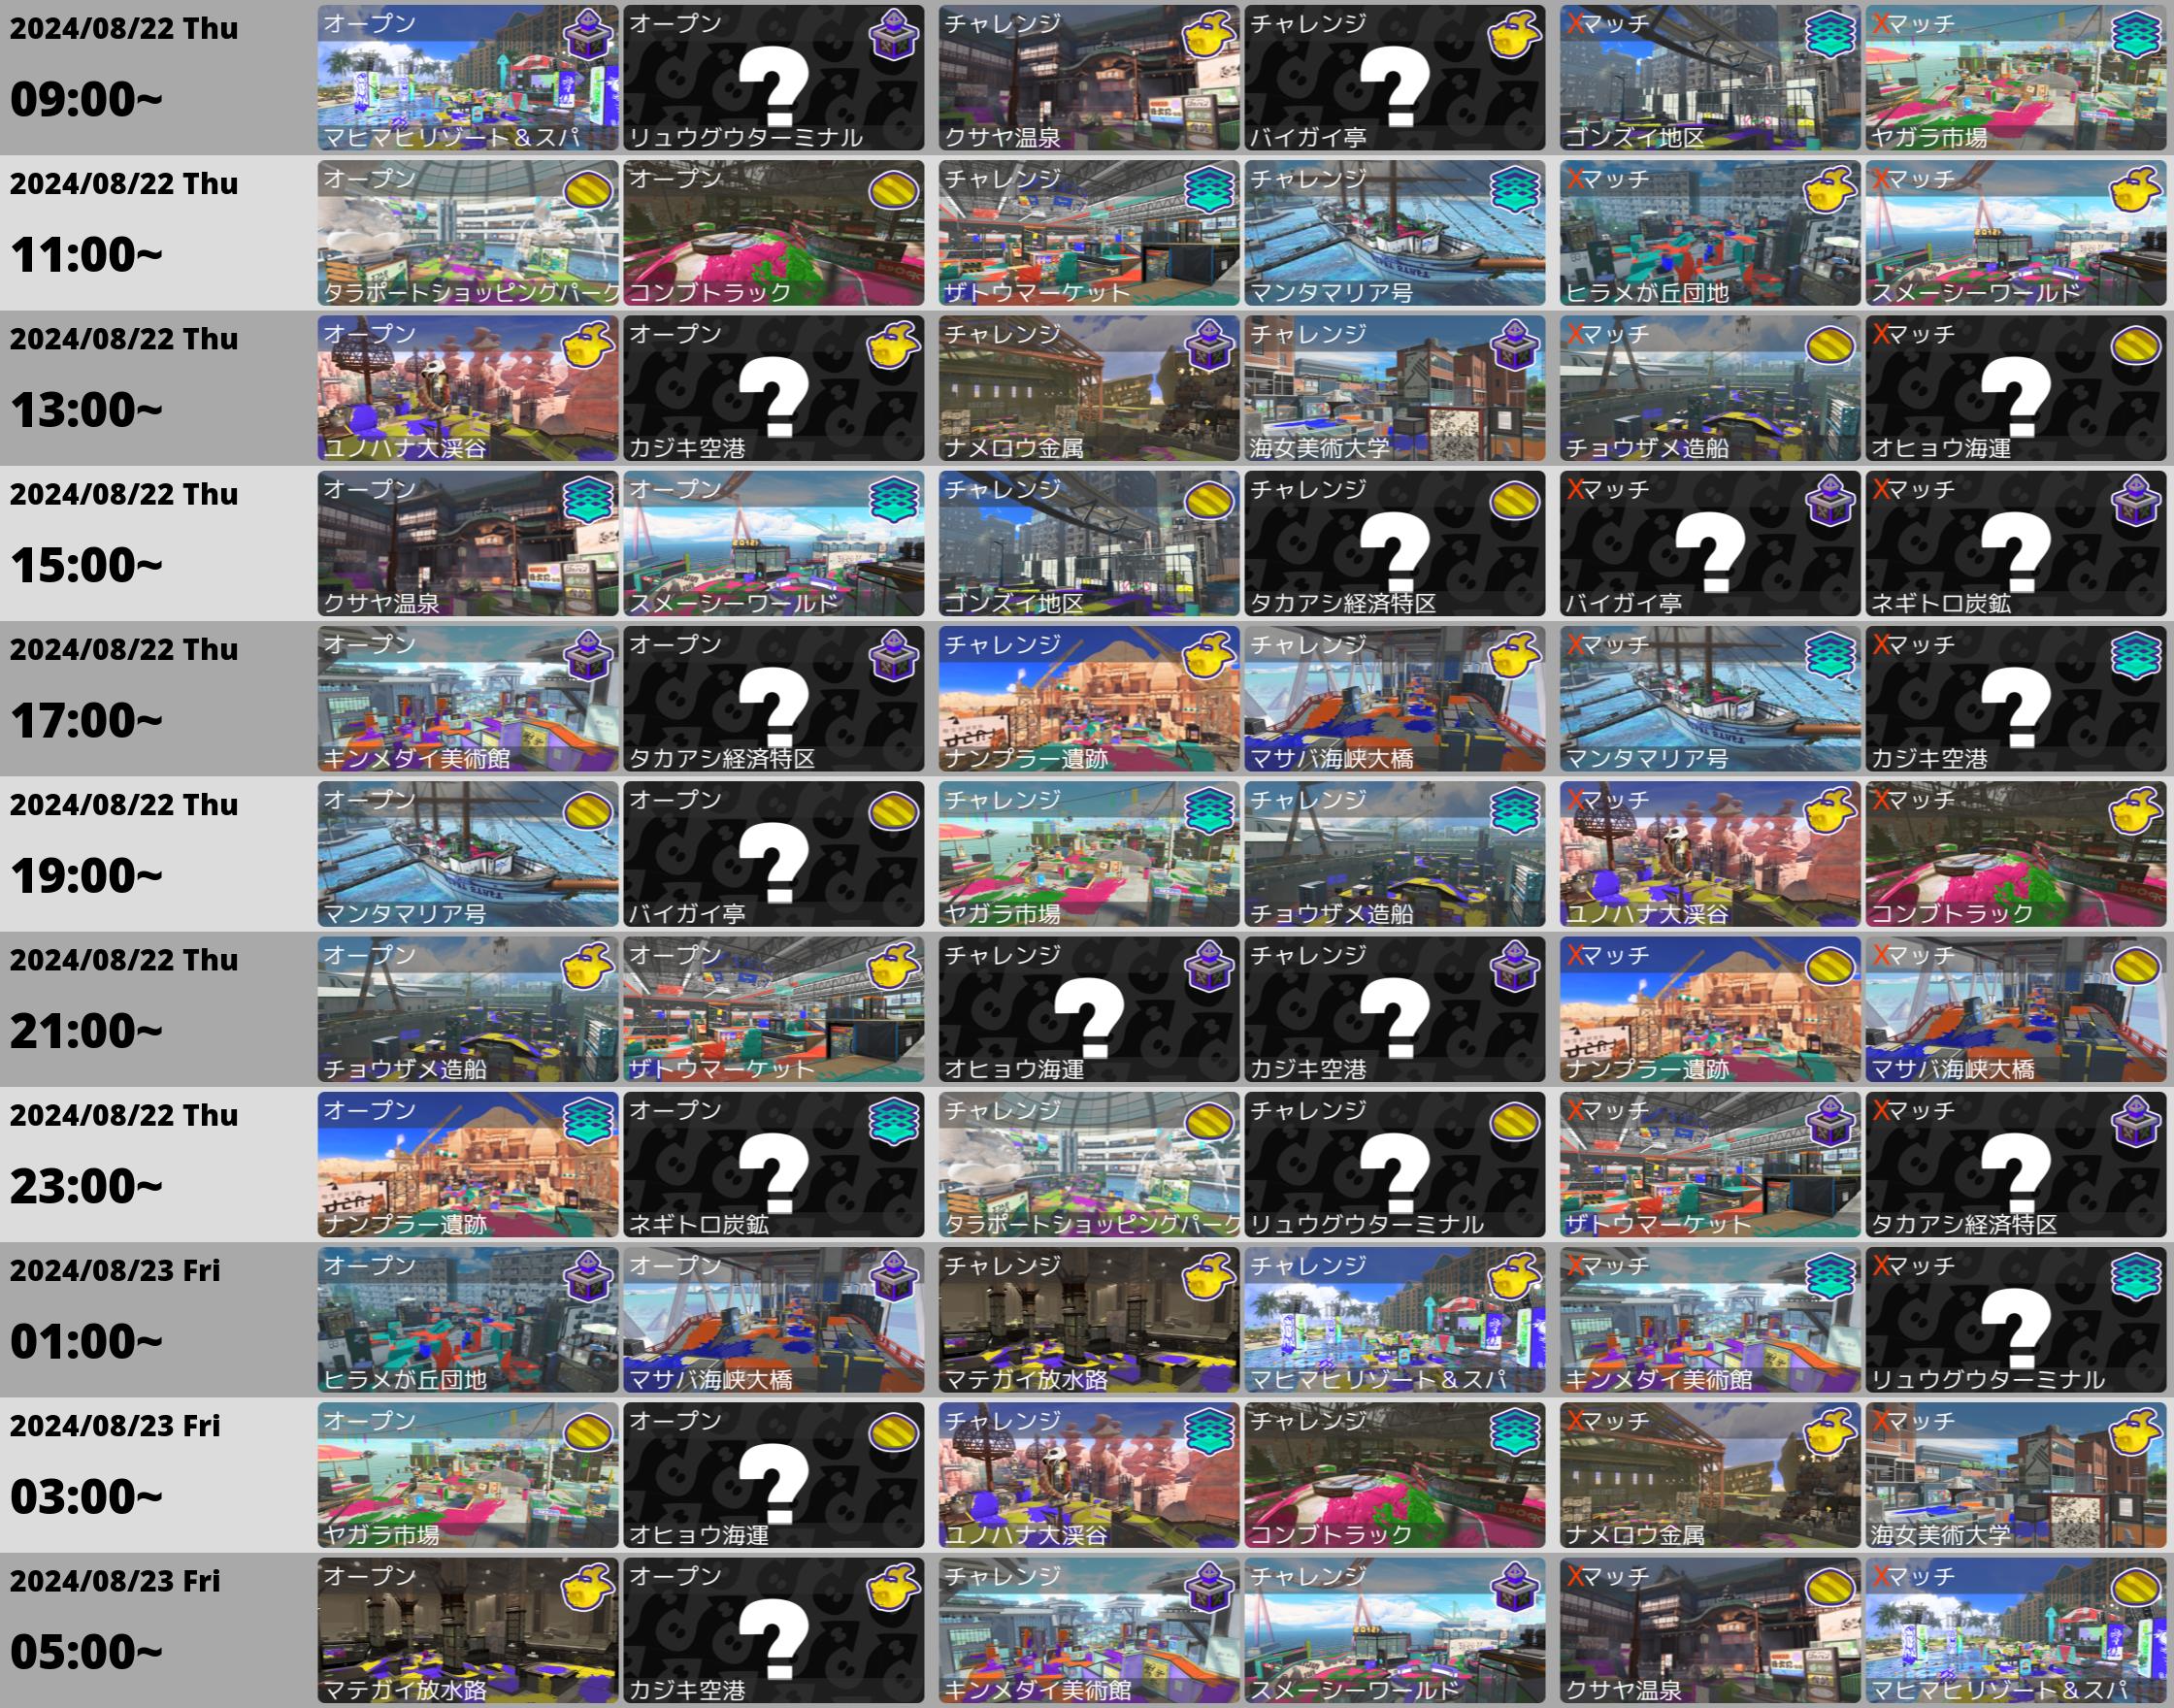 2024/08/22 Thu
09:00~
オープン
マヒマヒリゾート＆スパ
オープン
?
リュウグウターミナル
チャレンジ
クサヤ温泉
チャレンジ
?
バイガイ亭
Xマッチ
ゴンズイ地区
Xマッチ
ヤガラ市場
2024/08/22 Thu
11:00~
オープン
タラポートショッピングパーク
オープン
コンブトラック
チャレンジ
ザトウマーケット
チャレンジ
マンタマリア号
Xマッチ
ヒラメが丘団地
Xマッチ
スメーシーワールド
2024/08/22 Thu
13:00~
オープン
ユノハナ大渓谷
オープン
?
カジキ空港
チャレンジ
ナメロウ金属
チャレンジ
海女美術大学
Xマッチ
チョウザメ造船
Xマッチ
?
オヒョウ海運
2024/08/22 Thu
15:00~
オープン
クサヤ温泉
オープン
スメーシーワールド
チャレンジ
ゴンズイ地区
チャレンジ
?
タカアシ経済特区
Xマッチ
?
バイガイ亭
Xマッチ
?
ネギトロ炭鉱
2024/08/22 Thu
17:00~
オープン
キンメダイ美術館
オープン
?
タカアシ経済特区
チャレンジ
ナンプラー遺跡
チャレンジ
マサバ海峡大橋
Xマッチ
マンタマリア号
Xマッチ
?
カジキ空港
2024/08/22 Thu
19:00~
オープン
マンタマリア号
オープン
?
バイガイ亭
チャレンジ
ヤガラ市場
チャレンジ
チョウザメ造船
Xマッチ
ユノハナ大渓谷
Xマッチ
コンブトラック
2024/08/22 Thu
21:00~
オープン
チョウザメ造船
オープン
ザトウマーケット
チャレンジ
?
オヒョウ海運
チャレンジ
?
カジキ空港
Xマッチ
ナンプラー遺跡
Xマッチ
マサバ海峡大橋
2024/08/22 Thu
23:00~
オープン
ナンプラー遺跡
オープン
?
ネギトロ炭鉱
チャレンジ
タラポートショッピングパーク
チャレンジ
?
リュウグウターミナル
Xマッチ
ザトウマーケット
Xマッチ
?
タカアシ経済特区
2024/08/23 Fri
01:00~
オープン
ヒラメが丘団地
オープン
マサバ海峡大橋
チャレンジ
マテガイ放水路
チャレンジ
マヒマヒリゾート＆スパ
Xマッチ
キンメダイ美術館
Xマッチ
?
リュウグウターミナル
2024/08/23 Fri
03:00~
オープン
ヤガラ市場
オープン
?
オヒョウ海運
チャレンジ
ユノハナ大渓谷
チャレンジ
コンブトラック
Xマッチ
ナメロウ金属
Xマッチ
海女美術大学
2024/08/23 Fri
05:00~
オープン
マテガイ放水路
オープン
?
カジキ空港
チャレンジ
キンメダイ美術館
チャレンジ
スメーシーワールド
Xマッチ
クサヤ温泉
Xマッチ
マヒマヒリゾート＆スパ